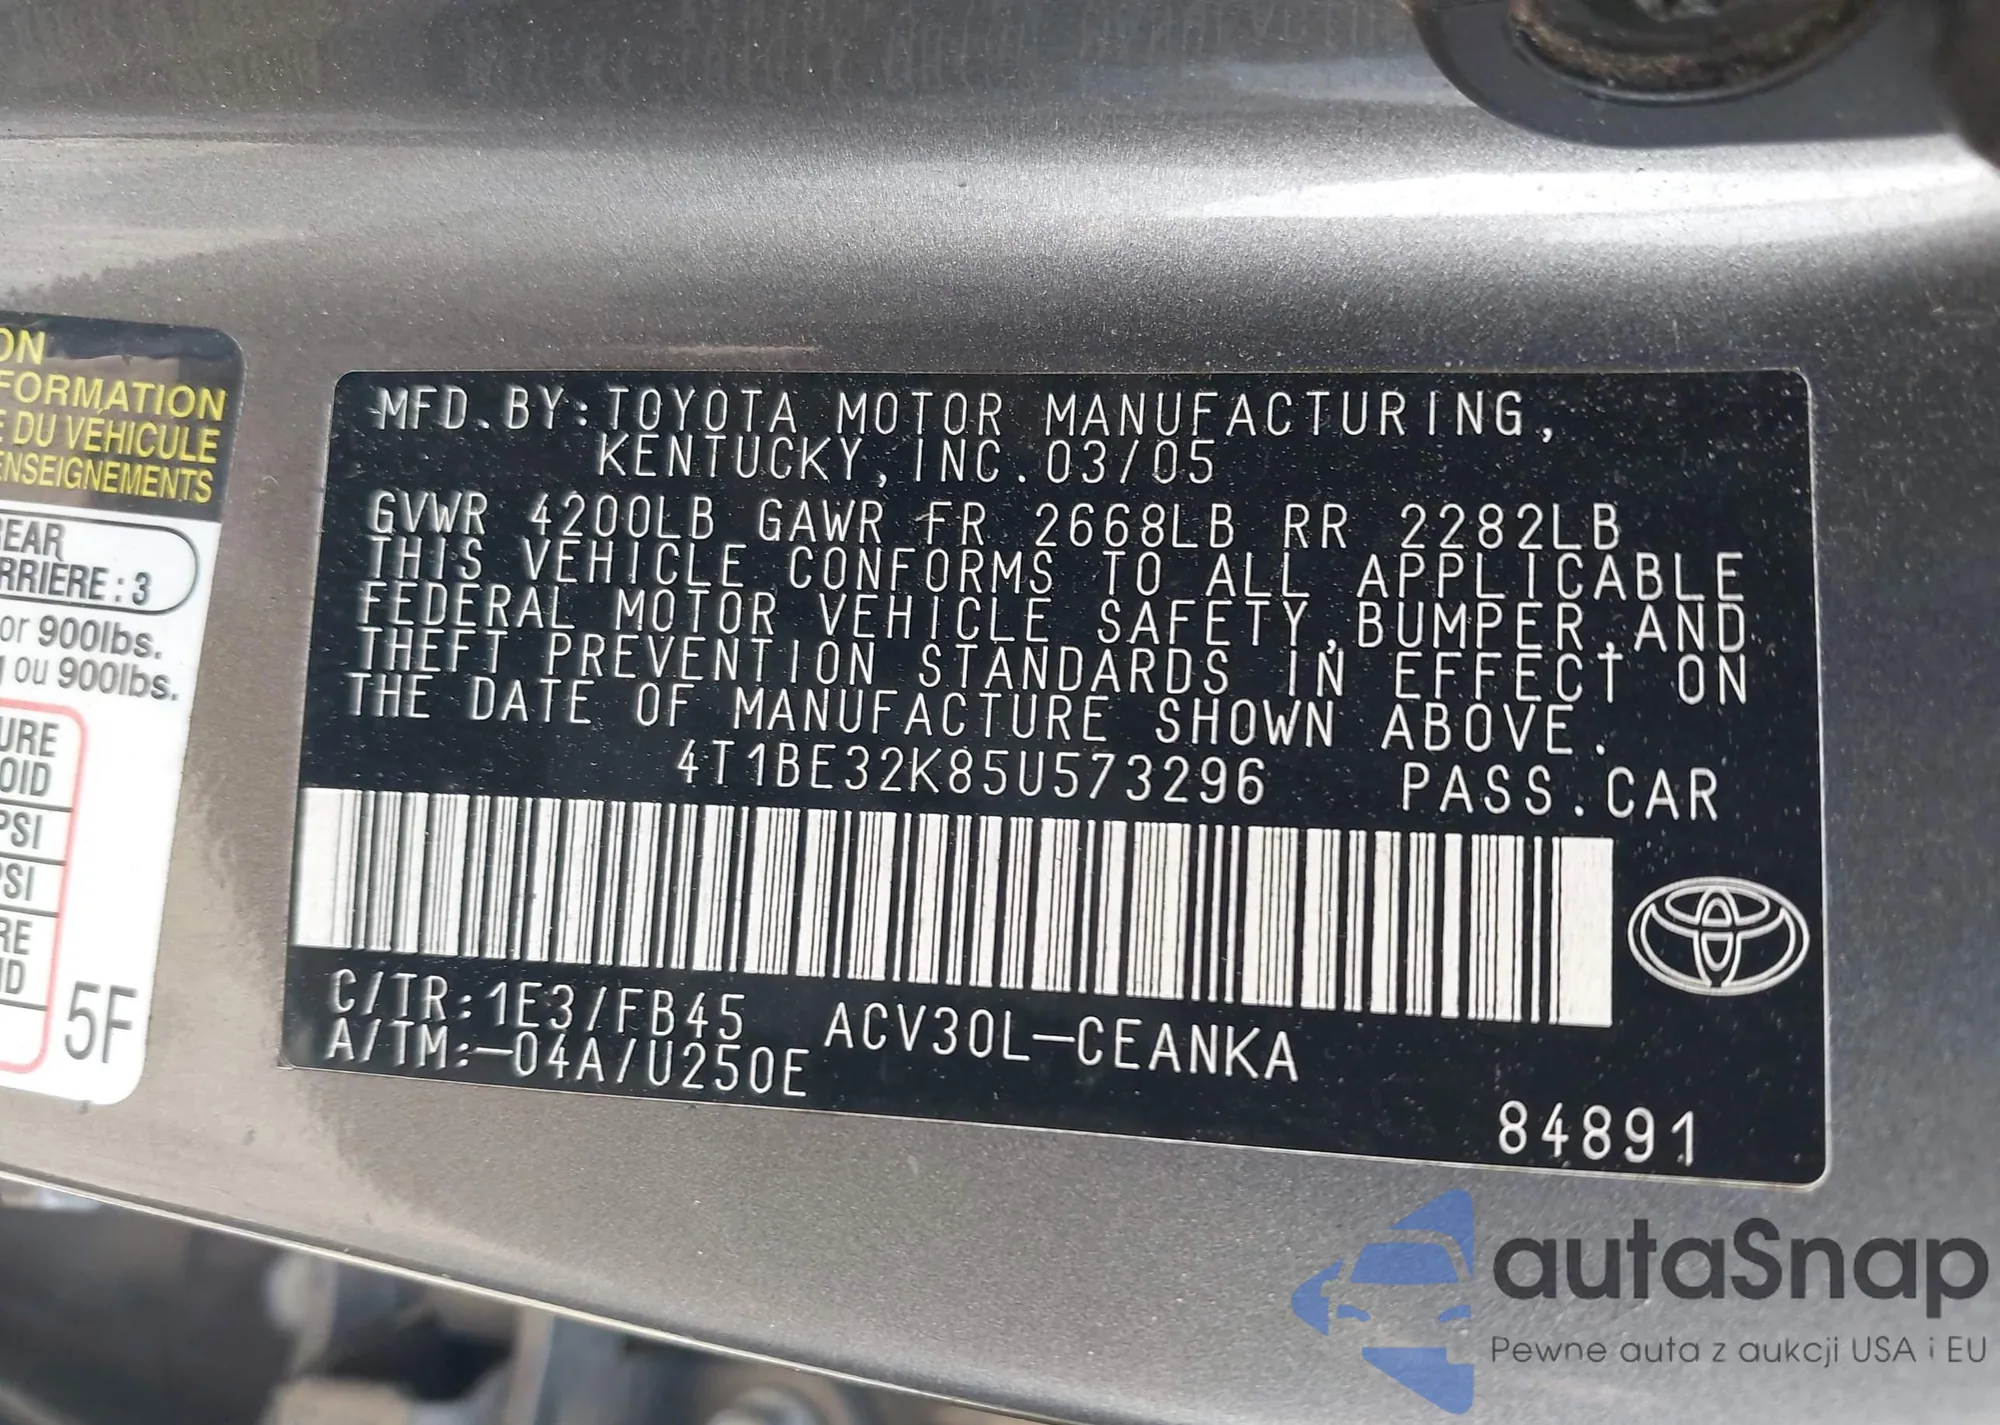 ON
FORMATION
E DU VÉHICULE
ENSEIGNEMENTS
REAR
RRIERE : 3
or 900lbs.
ou 900lbs.
URE
OID
PSI
PSI
RE
ID
5F
MFD. BY: TOYOTA MOTOR MANUFACTURING,
KENTUCKY, INC. 03/05
GVWR 4200LB GAWR FR 2668LB RR 2282LB
THIS VEHICLE CONFORMS TO ALL APPLICABLE
FEDERAL MOTOR VEHICLE SAFETY, BUMPER, AND
THEFT PREVENTION STANDARDS IN EFFECT ON
THE DATE OF MANUFACTURE SHOWN ABOVE.
4T1BE32K85U573296 PASS. CAR
C/TR: 1E3/FB45 ACV30L-CEANKA
A/TM: -04A/U250E
84891
autaSnap
Pewne auta z aukcji USA i EU